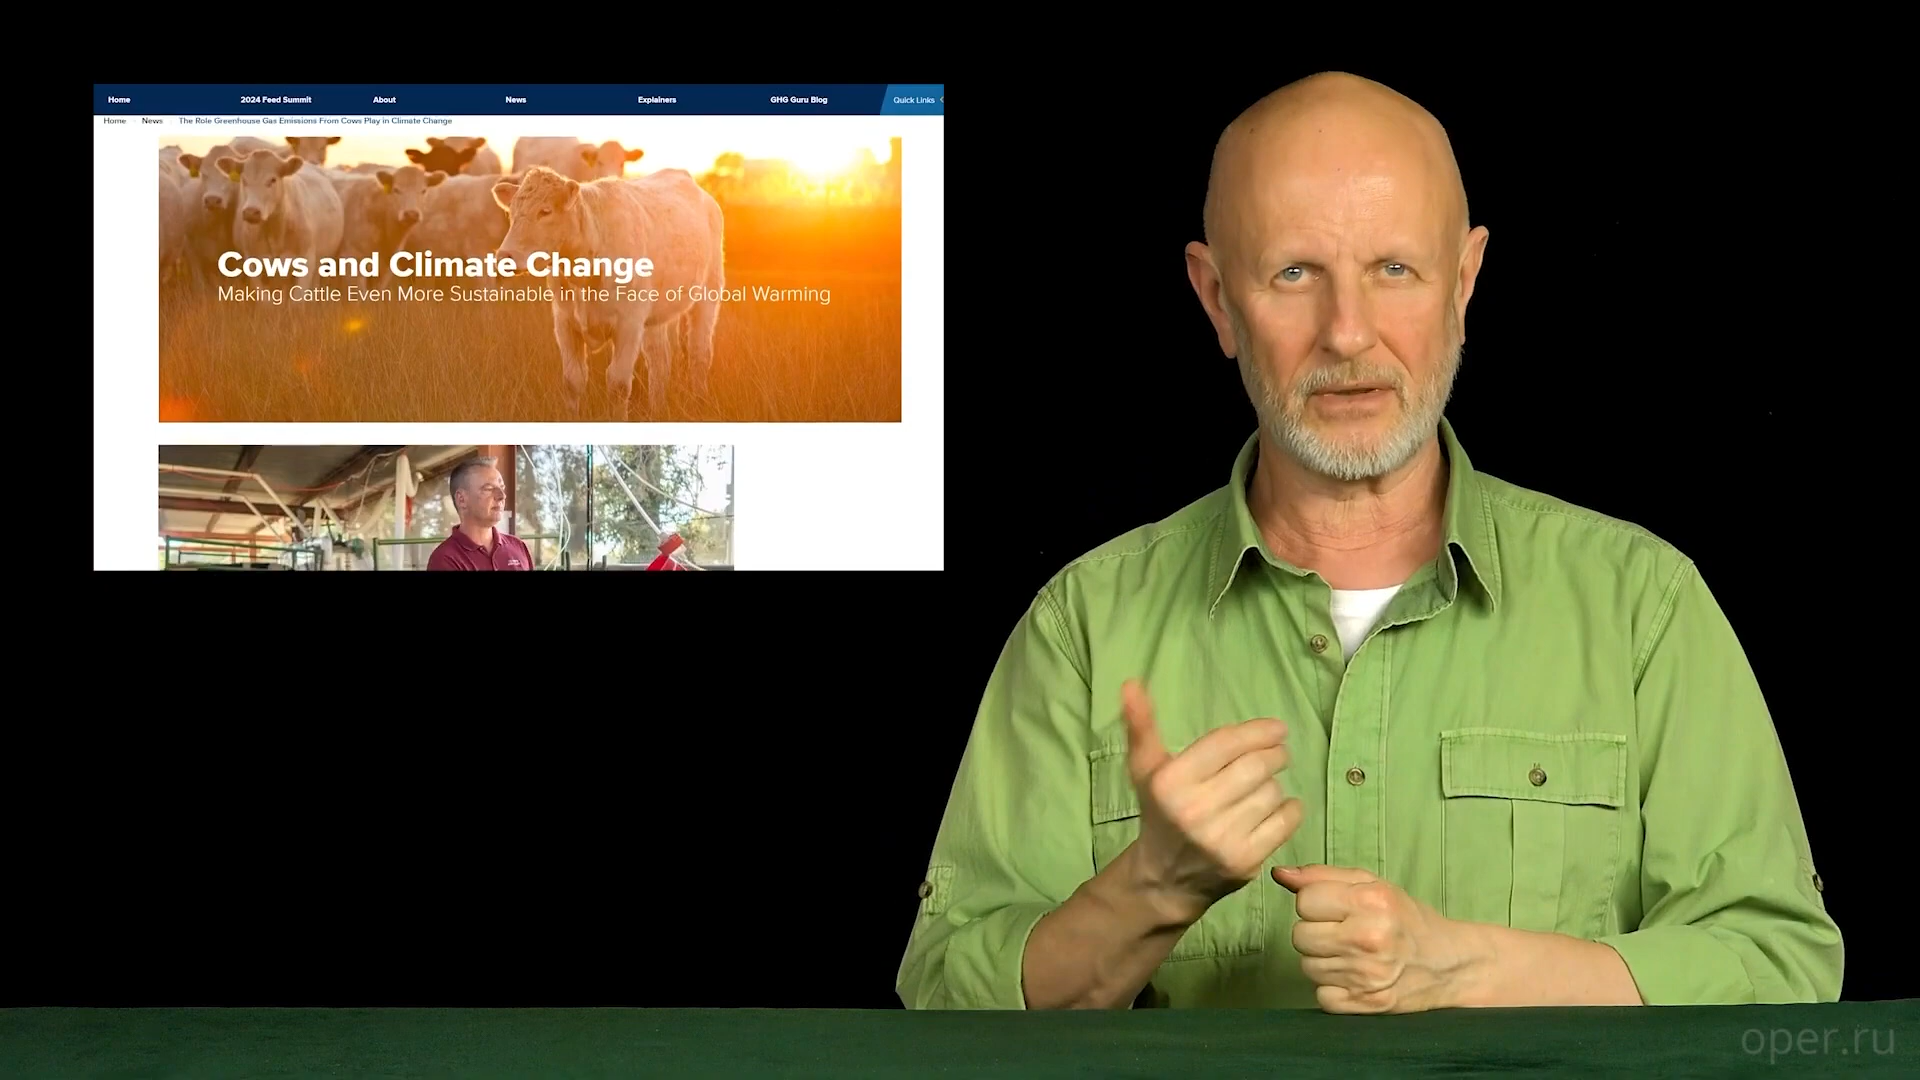 Home 2024 Feed Summit About News Explainers GHG Guru Blog Quick Links
Home News The Role Greenhouse Gas Emissions From Cows Play in Climate Change
Cows and Climate Change
Making Cattle Even More Sustainable in the Face of Global Warming
oper.ru